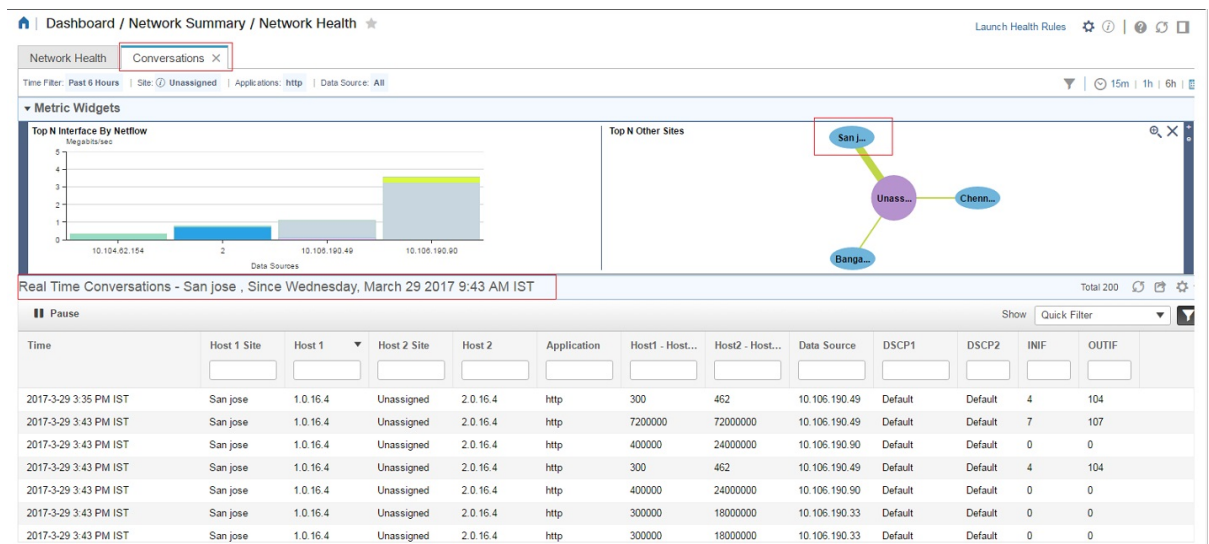 Dashboard / Network Summary / Network Health
Launch Health Rules
Network Health
Conversations
Time Filter: Past 6 Hours | Site: Unassigned | Applications: http | Data Source: All
15m | 1h | 6h |
Metric Widgets
Top N Interface By Netflow
Megabits/sec
5
4
3
2
1
0
10.104.62.154 2 10.106.190.49 10.106.190.90
Data Sources
Top N Other Sites
San j...
Unass...
Chenn...
Banga...
Real Time Conversations - San jose , Since Wednesday, March 29 2017 9:43 AM IST
Total 200
Pause
Show Quick Filter
Time Host 1 Site Host 1 Host 2 Site Host 2 Application Host1 - Host... Host2 - Host... Data Source DSCP1 DSCP2 INIF OUTIF
2017-3-29 3:35 PM IST San jose 1.0.16.4 Unassigned 2.0.16.4 http 300 462 10.106.190.49 Default Default 4 104
2017-3-29 3:43 PM IST San jose 1.0.16.4 Unassigned 2.0.16.4 http 7200000 72000000 10.106.190.49 Default Default 7 107
2017-3-29 3:43 PM IST San jose 1.0.16.4 Unassigned 2.0.16.4 http 400000 24000000 10.106.190.90 Default Default 0 0
2017-3-29 3:43 PM IST San jose 1.0.16.4 Unassigned 2.0.16.4 http 300 462 10.106.190.49 Default Default 4 104
2017-3-29 3:43 PM IST San jose 1.0.16.4 Unassigned 2.0.16.4 http 400000 24000000 10.106.190.90 Default Default 0 0
2017-3-29 3:43 PM IST San jose 1.0.16.4 Unassigned 2.0.16.4 http 300000 18000000 10.106.190.33 Default Default 0 0
2017-3-29 3:43 PM IST San jose 1.0.16.4 Unassigned 2.0.16.4 http 300000 18000000 10.106.190.33 Default Default 0 0